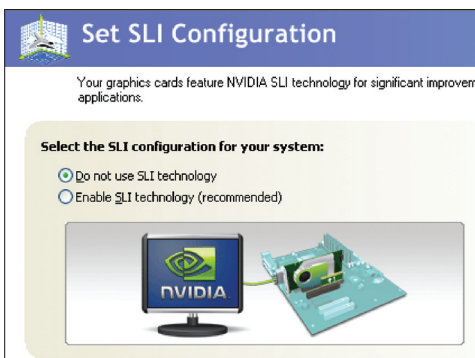 Set SLI Configuration
Your graphics cards feature NVIDIA SLI technology for significant
applications.
Select the SLI configuration for your system:
Do not use SLI technology
Enable SLI technology (recommended)
NVIDIA